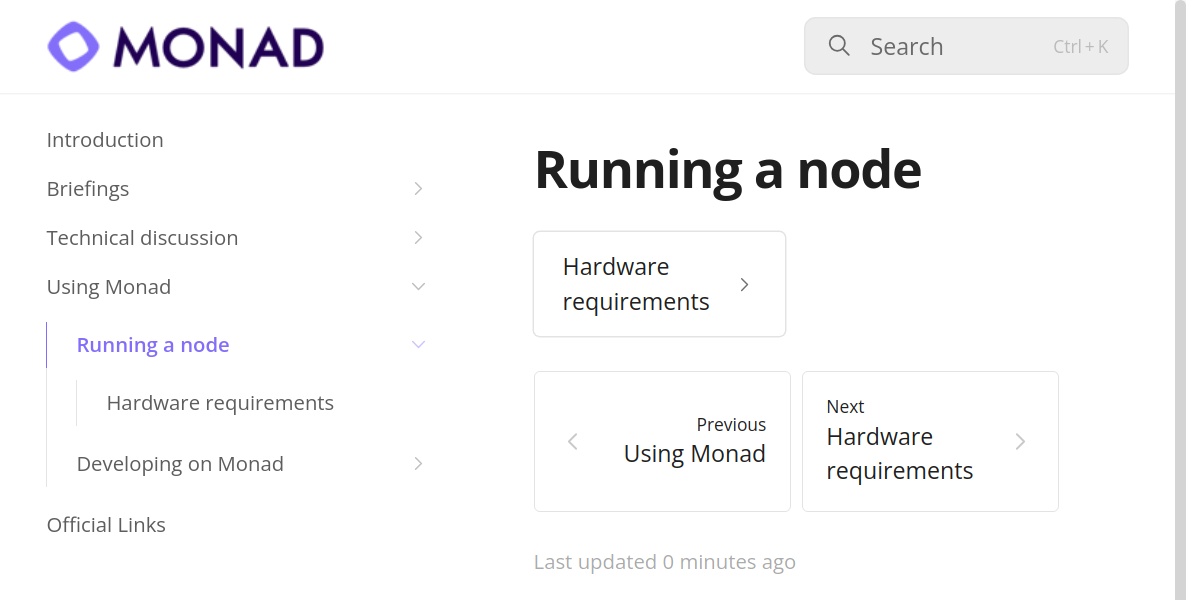 MONAD
Search
Ctrl + K
Introduction
Briefings
Technical discussion
Using Monad
Running a node
Hardware requirements
Developing on Monad
Official Links
Running a node
Hardware
requirements
Previous
Using Monad
Next
Hardware
requirements
Last updated 0 minutes ago